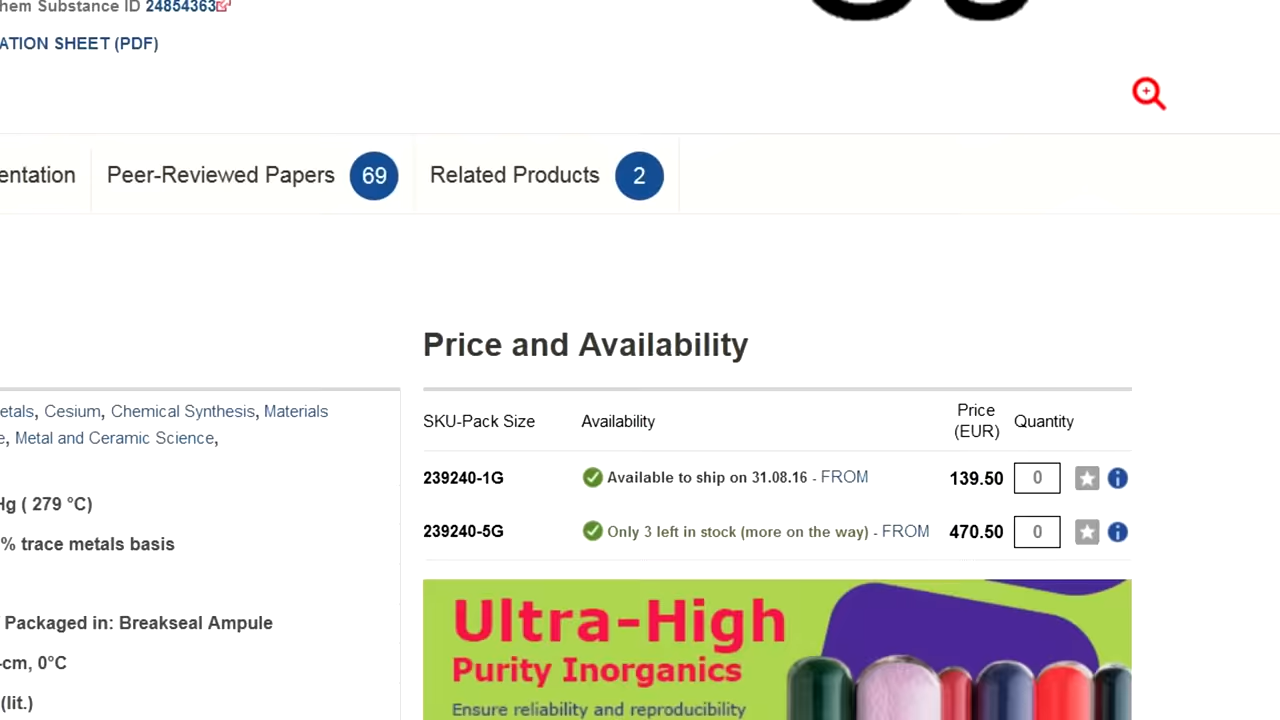 hem Substance ID 24854363
ATION SHEET (PDF)
entation
Peer-Reviewed Papers 69
Related Products 2
Price and Availability
etals, Cesium, Chemical Synthesis, Materials
e, Metal and Ceramic Science,
Hg ( 279 °C)
% trace metals basis
Packaged in: Breakseal Ampule
-cm, 0°C
(lit.)
SKU-Pack Size Availability Price (EUR) Quantity
239240-1G Available to ship on 31.08.16 - FROM 139.50 0
239240-5G Only 3 left in stock (more on the way) - FROM 470.50 0
Ultra-High
Purity Inorganics
Ensure reliability and reproducibility